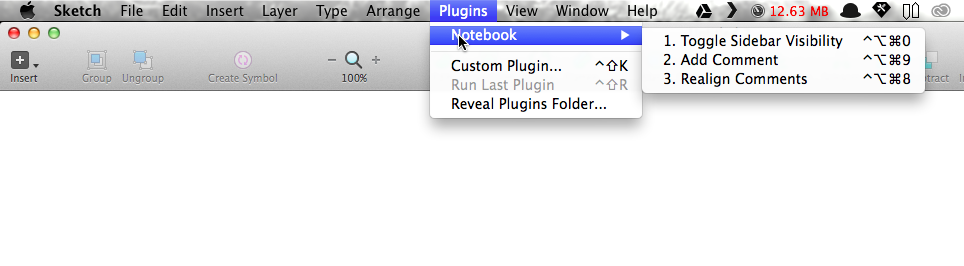 Sketch File Edit Insert Layer Type Arrange Plugins View Window Help 12.63 MB
Notebook
1. Toggle Sidebar Visibility ^⌥⌘0
2. Add Comment ^⌥⌘9
3. Realign Comments ^⌥⌘8
Custom Plugin... ^⇧K
Run Last Plugin ^⇧R
Reveal Plugins Folder...
Insert Group Ungroup Create Symbol 100% tract